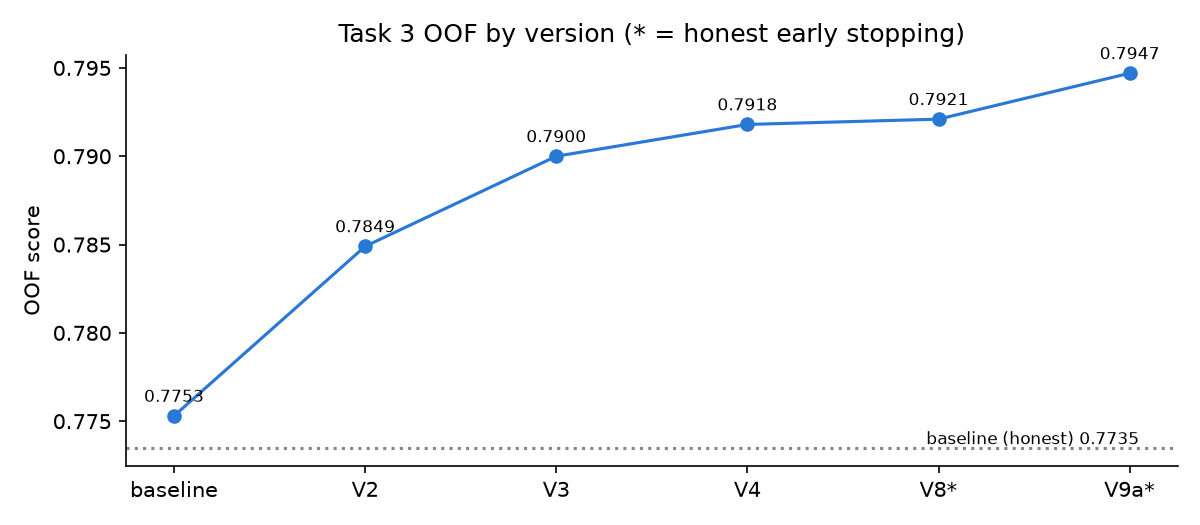 Task 3 OOF by version (* = honest early stopping)
OOF score
0.795
0.790
0.785
0.780
0.775
0.7753
0.7849
0.7900
0.7918
0.7921
0.7947
baseline (honest) 0.7735
baseline
V2
V3
V4
V8*
V9a*